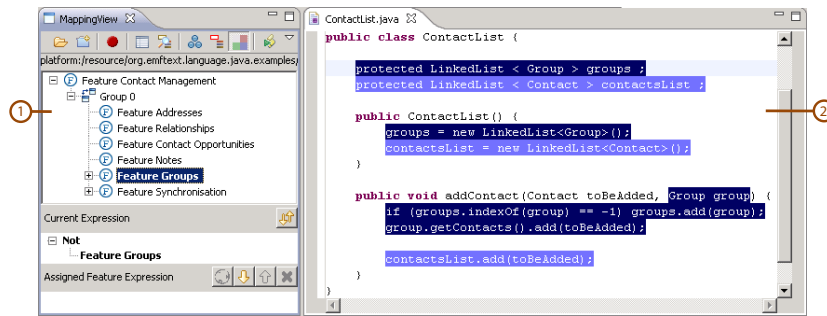 MappingView
platform:/resource/org.emftext.language.java.examples/
Feature Contact Management
Group 0
Feature Addresses
Feature Relationships
Feature Contact Opportunities
Feature Notes
Feature Groups
Feature Synchronisation
Current Expression
Not
Feature Groups
Assigned Feature Expression
1
ContactList.java
public class ContactList {
protected LinkedList < Group > groups ;
protected LinkedList < Contact > contactsList ;
public ContactList() {
groups = new LinkedList<Group>();
contactsList = new LinkedList<Contact>();
}
public void addContact(Contact toBeAdded, Group group) {
if (groups.indexOf(group) == -1) groups.add(group);
group.getContacts().add(toBeAdded);
contactsList.add(toBeAdded);
}
}
2